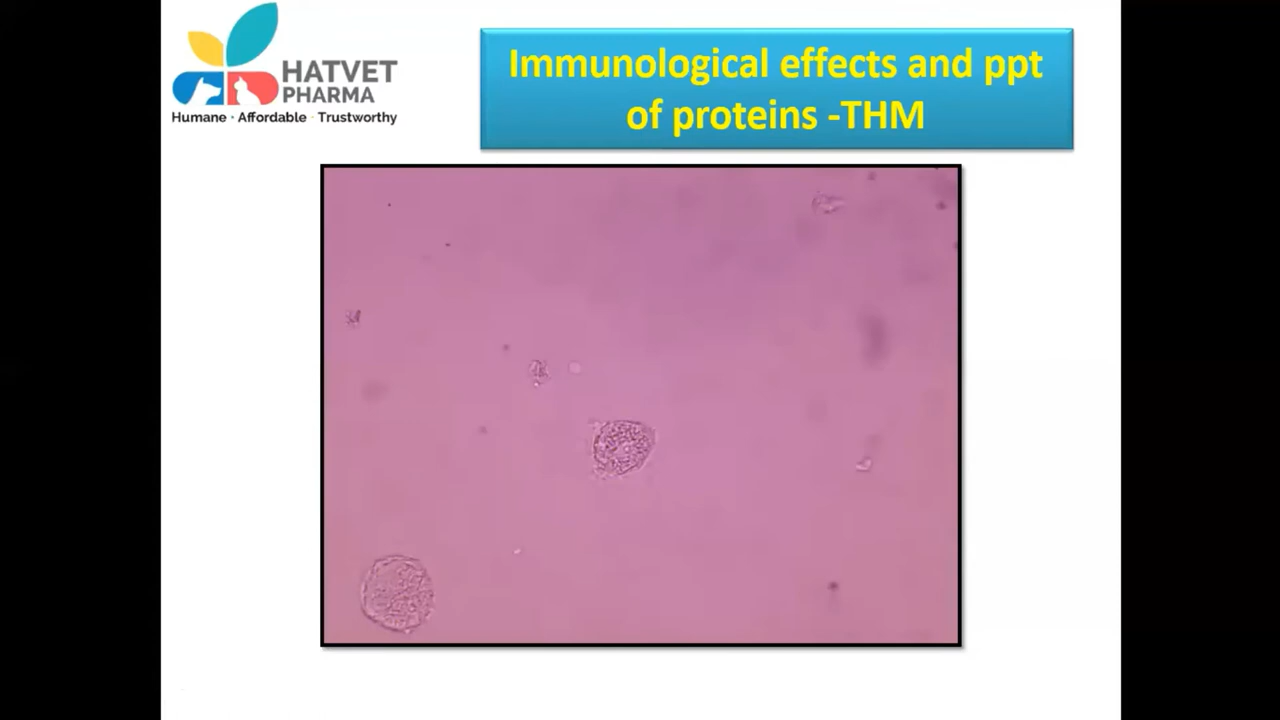 HATVET
PHARMA
Humane · Affordable · Trustworthy
Immunological effects and ppt
of proteins -THM